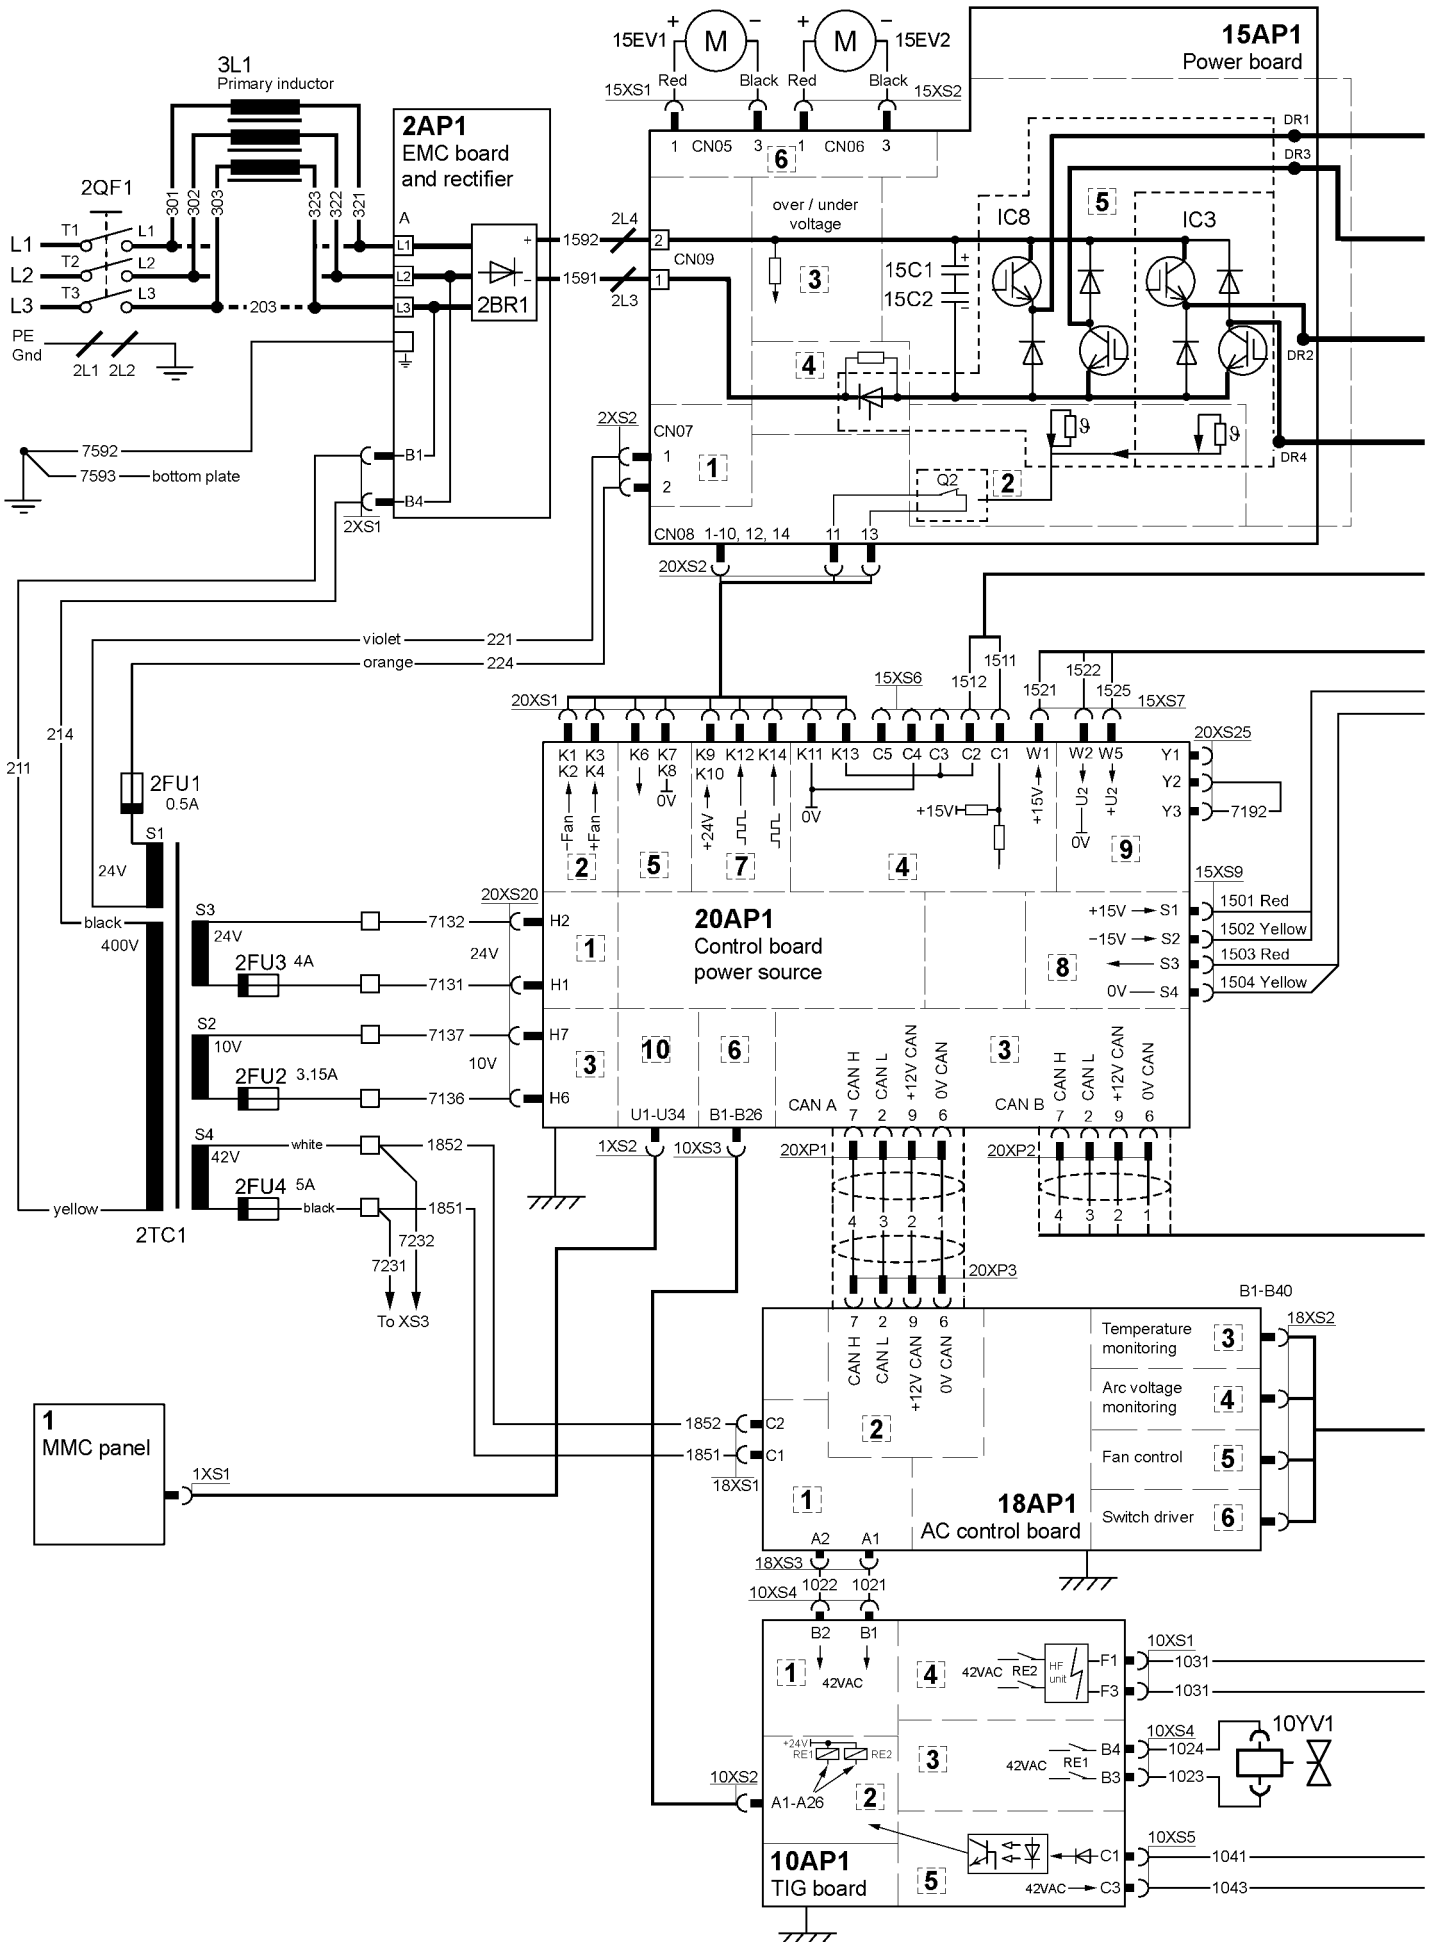 15EV1
+
M
−
+
M
−
15EV2
15AP1
Power board
Red
Black
Red
Black
15XS1
15XS2
1
CN05
3
1
CN06
3
6
3L1
Primary inductor
2AP1
EMC board
and rectifier
2QF1
301
302
303
323
322
321
L1
T1
L1
L2
T2
L2
L3
T3
L3
203
A
L1
L2
L3
2BR1
+
−
1592
1591
2L4
2L3
2
1
CN09
PE
Gnd
2L1
2L2
7592
7593
bottom plate
B1
B4
2XS1
over / under
voltage
3
4
15C1
15C2
+
−
IC8
5
IC3
DR1
DR3
DR2
DR4
ϑ
ϑ
2XS2
CN07
1
2
1
Q2
2
CN08
1-10, 12, 14
11
13
20XS2
violet
221
orange
224
214
211
2FU1
0.5A
S1
24V
black
400V
yellow
2TC1
S3
24V
2FU3
4A
S2
10V
2FU2
3,15A
S4
42V
white
2FU4
5A
black
7132
7131
7137
7136
1852
1851
7232
7231
To XS3
20XS20
24V
10V
20XS1
15XS6
1512
1511
1521
1522
1525
15XS7
K1
K2
K3
K4
K6
K7
K8
K9
K10
K12
K14
K11
K13
C5
C4
C3
C2
C1
W1
W2
W5
−Fan
+Fan
0V
+24V
0V
+15V
+15V
U2
0V
+U2
2
5
7
4
9
20XS25
Y1
Y2
Y3
7192
H2
H1
H7
H6
1
3
20AP1
Control board
power source
15XS9
+15V
S1
−15V
S2
S3
0V
S4
8
1501 Red
1502 Yellow
1503 Red
1504 Yellow
10
6
3
U1-U34
B1-B26
CAN A
CAN H
CAN L
+12V CAN
0V CAN
7
2
9
6
CAN B
CAN H
CAN L
+12V CAN
0V CAN
7
2
9
6
1XS2
10XS3
20XP1
20XP2
4
3
2
1
4
3
2
1
20XP3
7
2
9
6
CAN H
CAN L
+12V CAN
0V CAN
2
B1-B40
18XS2
Temperature
monitoring
3
Arc voltage
monitoring
4
Fan control
5
Switch driver
6
1852
C2
1851
C1
18XS1
1
18AP1
AC control board
1
MMC panel
1XS1
A2
A1
18XS3
1022
1021
10XS4
B2
B1
42VAC
1
42VAC
RE2
HF
unit
F1
F3
4
10XS1
1031
1031
+24V
RE1
RE2
10XS2
A1-A26
2
3
42VAC
RE1
B4
B3
10XS4
1024
1023
10YV1
10AP1
TIG board
5
C1
42VAC
C3
10XS5
1041
1043